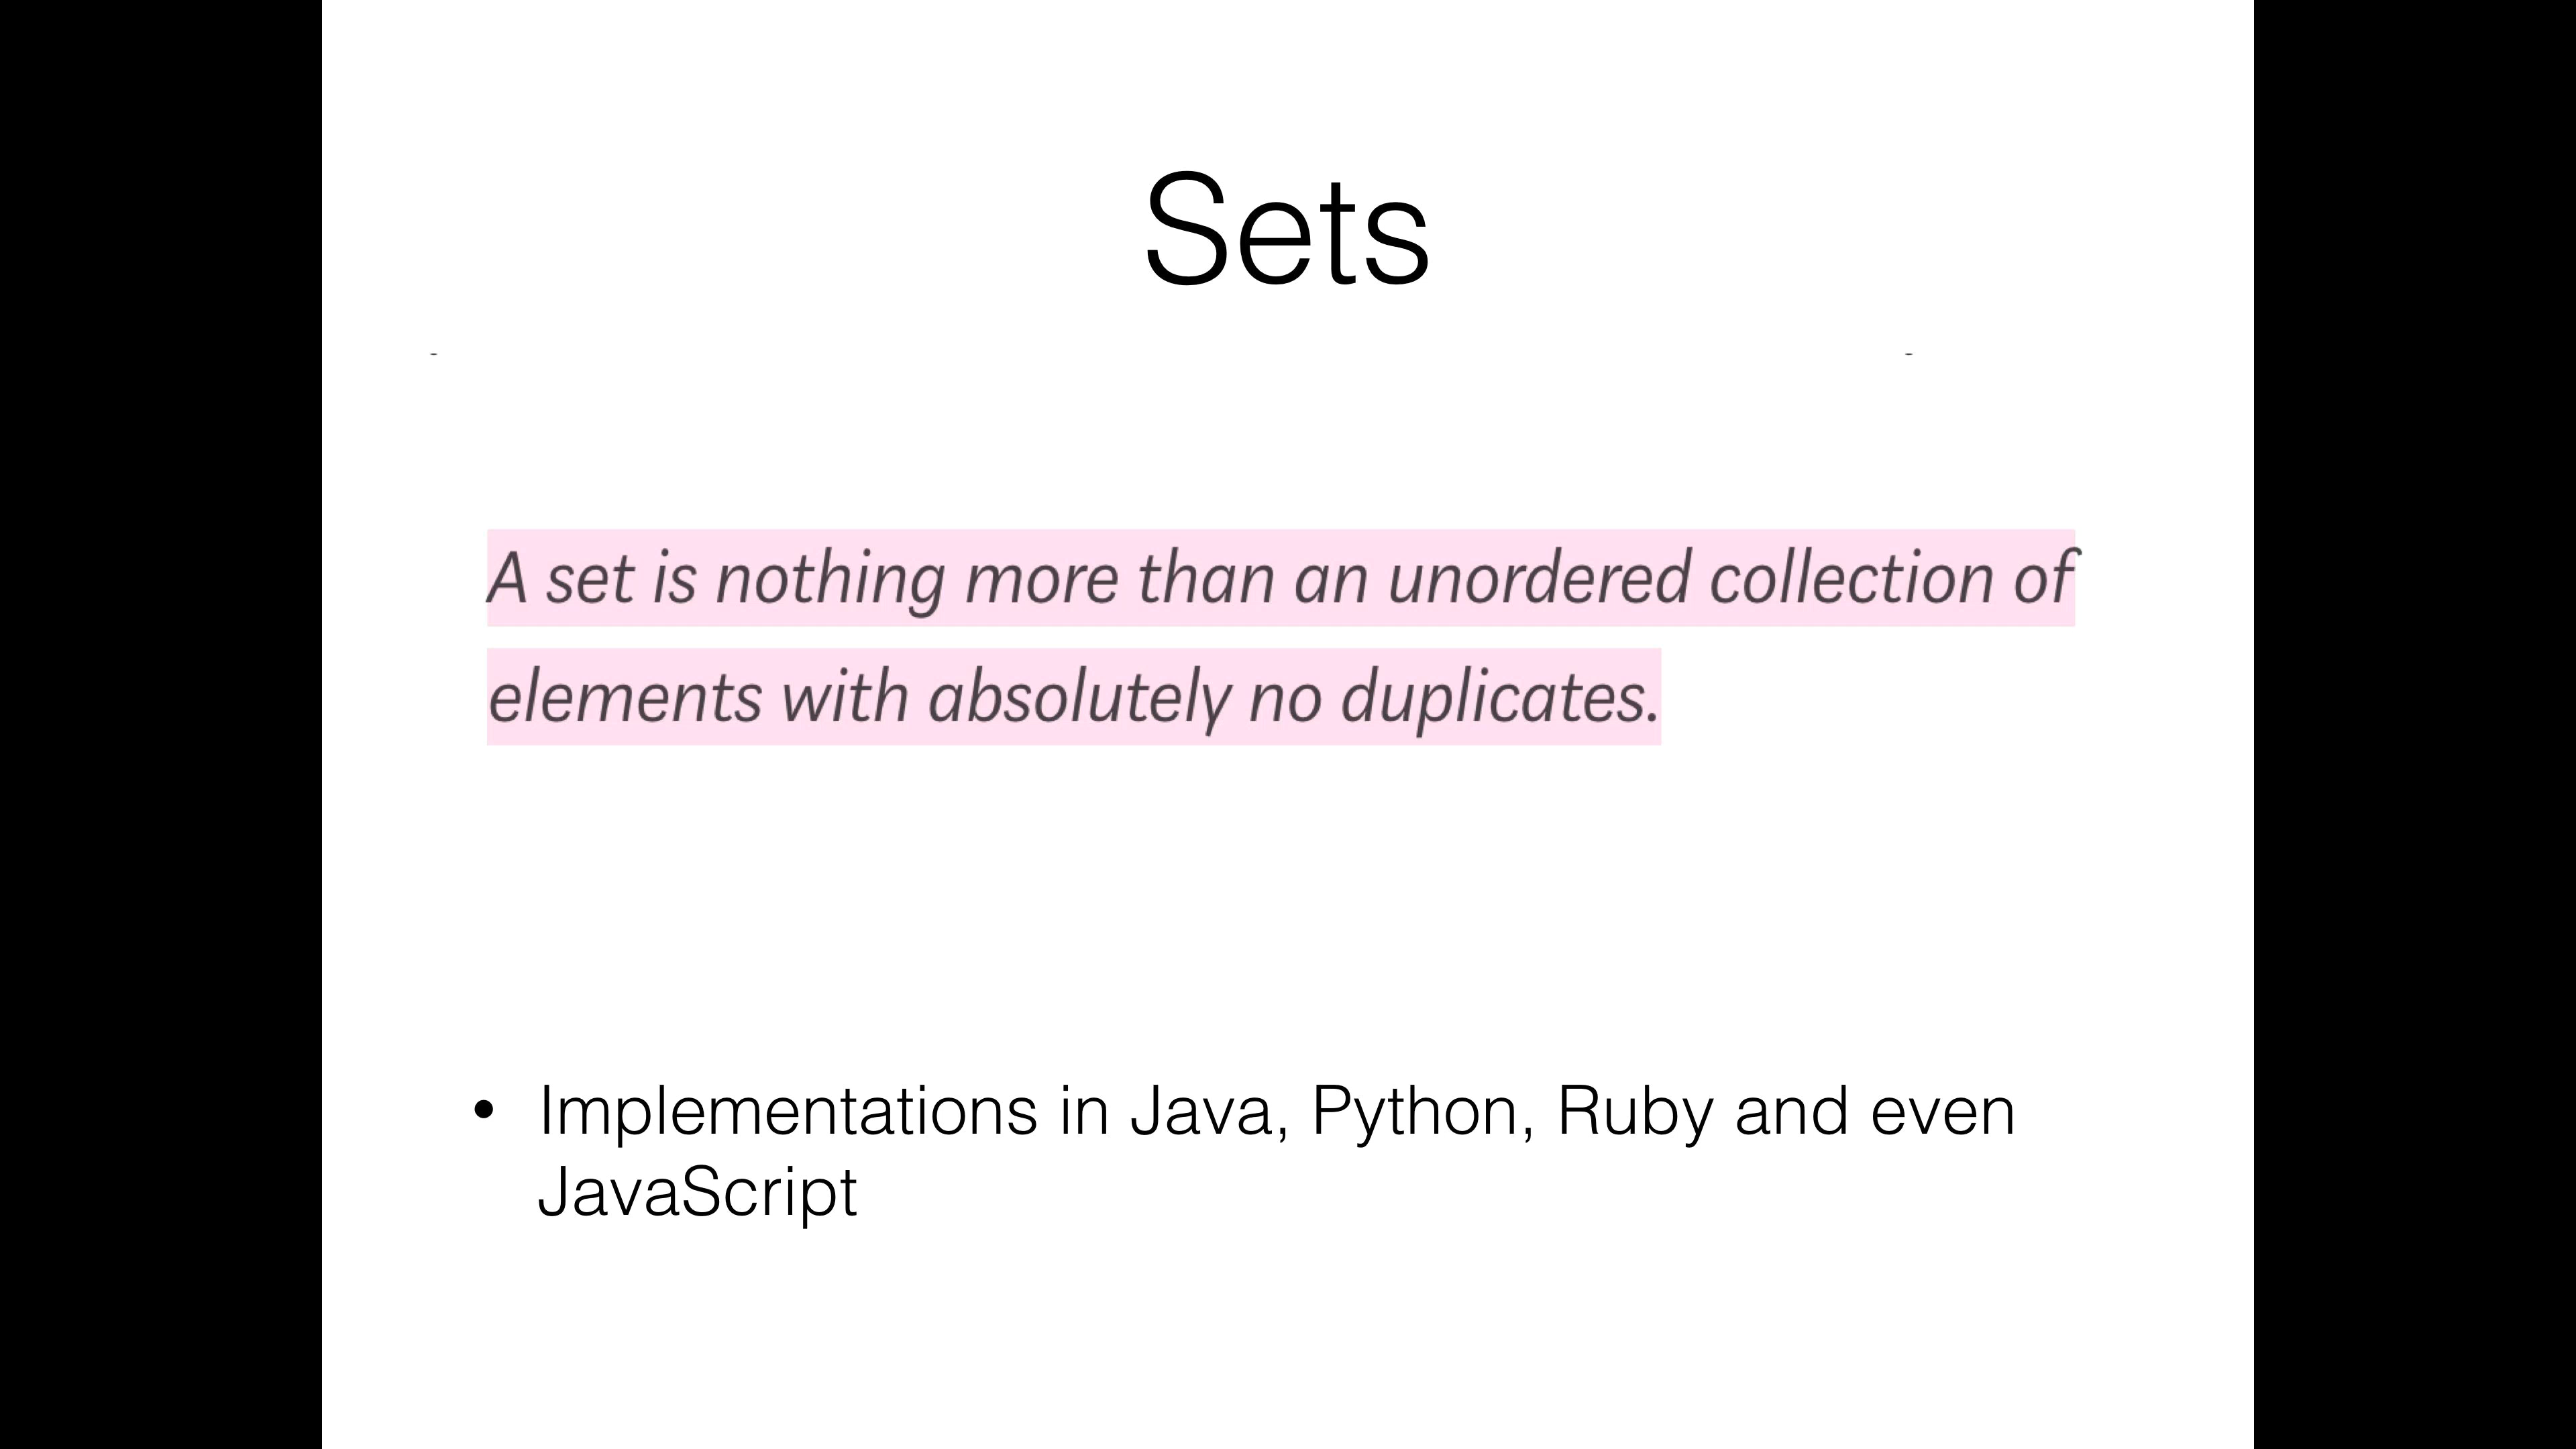 Sets
A set is nothing more than an unordered collection of
elements with absolutely no duplicates.
• Implementations in Java, Python, Ruby and even
JavaScript